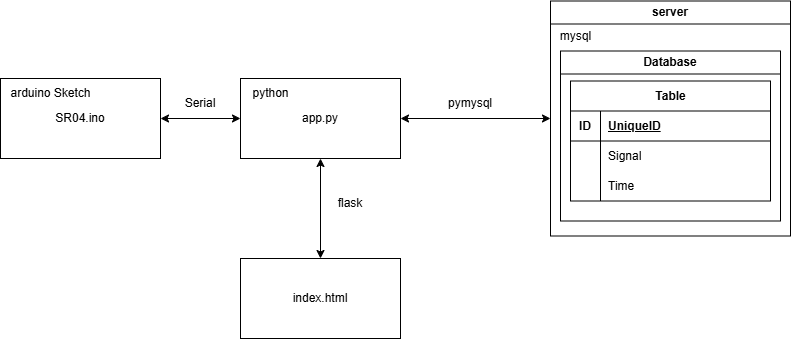 server
mysql
Database
Table
ID UniqueID
Signal
Time
arduino Sketch
SR04.ino
Serial
python
app.py
pymysql
flask
index.html